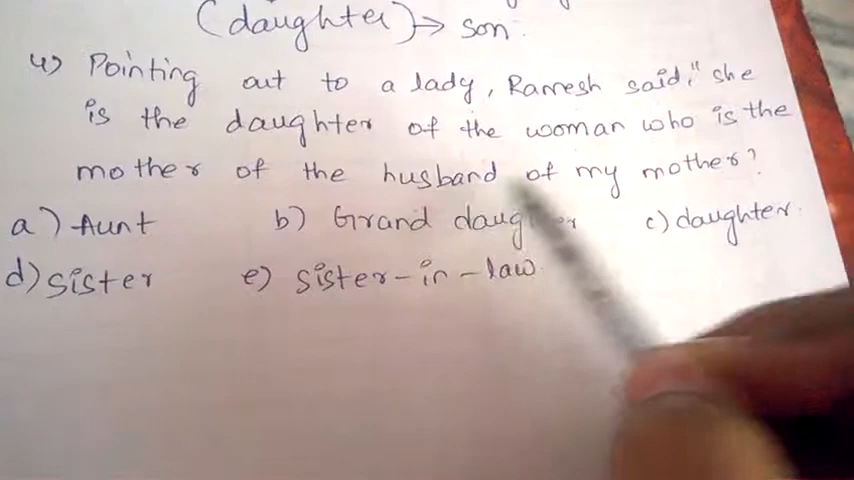 (daughter) → son.
4) Pointing out to a lady, Ramesh said," she
is the daughter of the woman who is the
mother of the husband of my mother?
a) Aunt b) Grand daughter c) daughter.
d) sister e) sister-in-law.